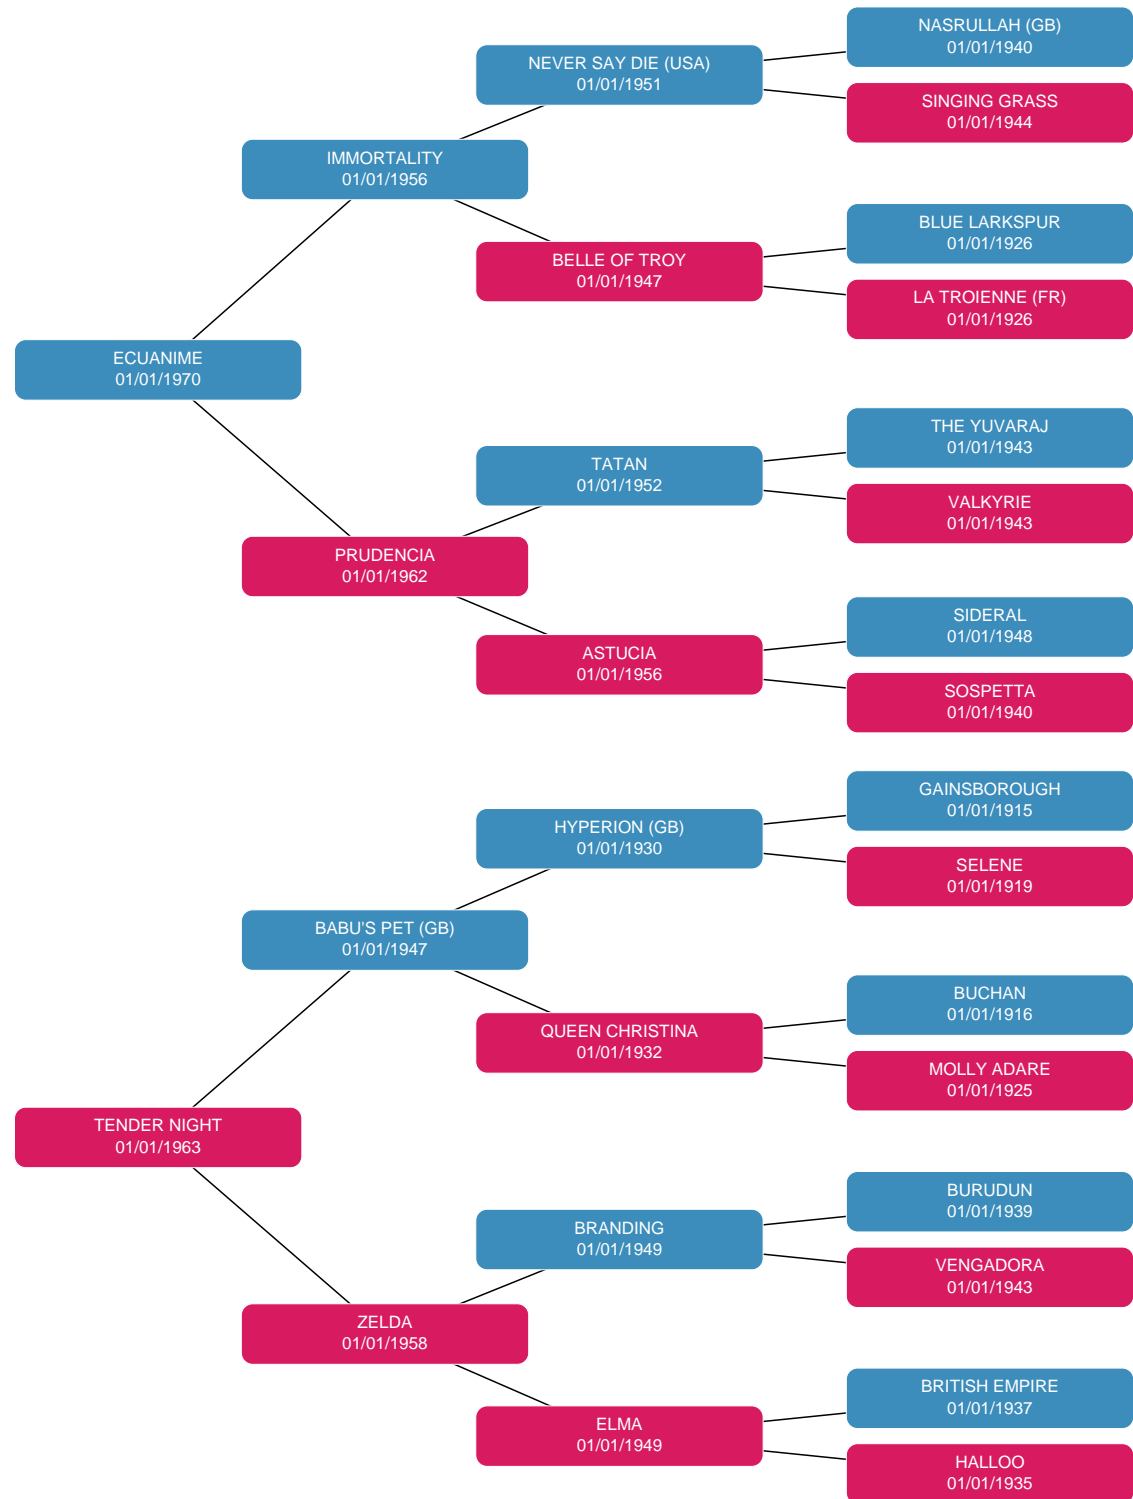 NASRULLAH (GB)
01/01/1940
NEVER SAY DIE (USA)
01/01/1951
SINGING GRASS
01/01/1944
IMMORTALITY
01/01/1956
BLUE LARKSPUR
01/01/1926
BELLE OF TROY
01/01/1947
LA TROIENNE (FR)
01/01/1926
ECUANIME
01/01/1970
THE YUVARAJ
01/01/1943
TATAN
01/01/1952
VALKYRIE
01/01/1943
PRUDENCIA
01/01/1962
SIDERAL
01/01/1948
ASTUCIA
01/01/1956
SOSPETTA
01/01/1940
GAINSBOROUGH
01/01/1915
HYPERION (GB)
01/01/1930
SELENE
01/01/1919
BABU'S PET (GB)
01/01/1947
BUCHAN
01/01/1916
QUEEN CHRISTINA
01/01/1932
MOLLY ADARE
01/01/1925
TENDER NIGHT
01/01/1963
BURUDUN
01/01/1939
BRANDING
01/01/1949
VENGADORA
01/01/1943
ZELDA
01/01/1958
BRITISH EMPIRE
01/01/1937
ELMA
01/01/1949
HALLOO
01/01/1935